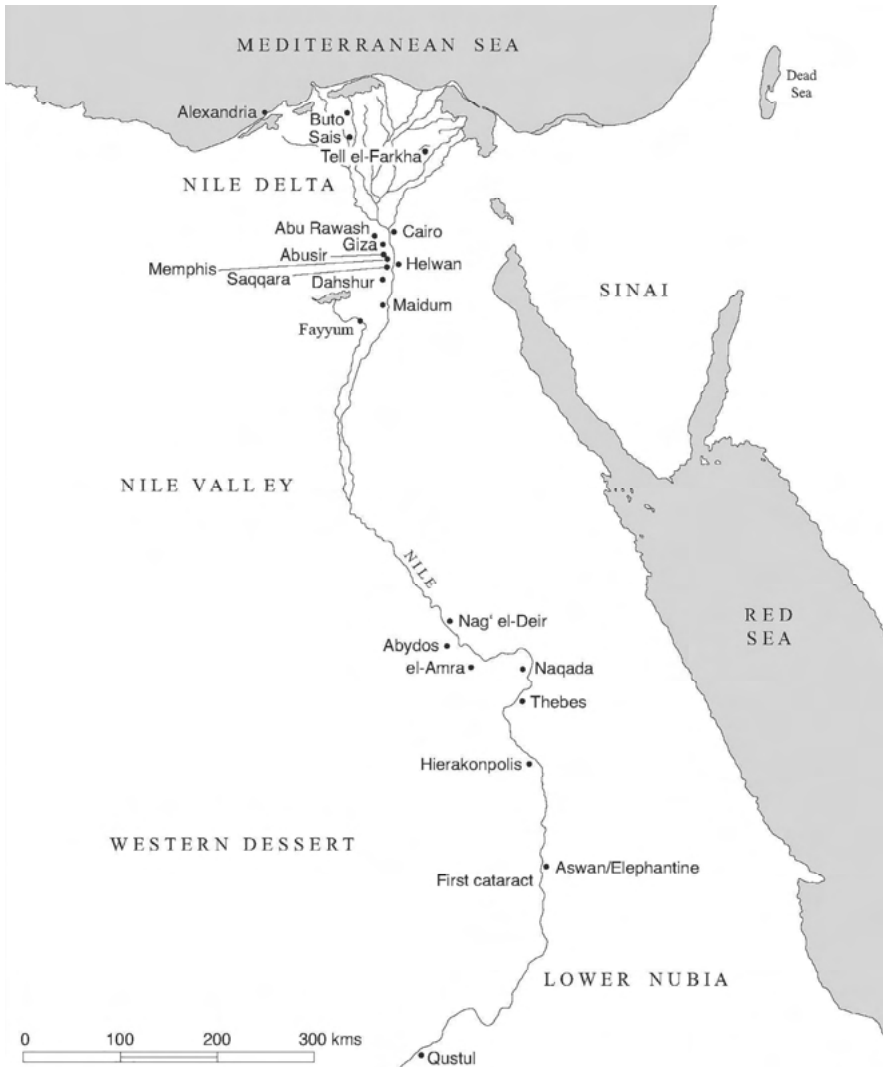 MEDITERRANEAN SEA
Dead
Sea
Alexandria
Buto
Sais
Tell el-Farkha
NILE DELTA
Abu Rawash
Cairo
Giza
Abusir
Helwan
Memphis
Saqqara
Dahshur
SINAI
Maidum
Fayyum
NILE VALLEY
NILE
Nag' el-Deir
RED
SEA
Abydos
el-Amra
Naqada
Thebes
Hierakonpolis
WESTERN DESSERT
Aswan/Elephantine
First cataract
LOWER NUBIA
0 100 200 300 kms
Qustul